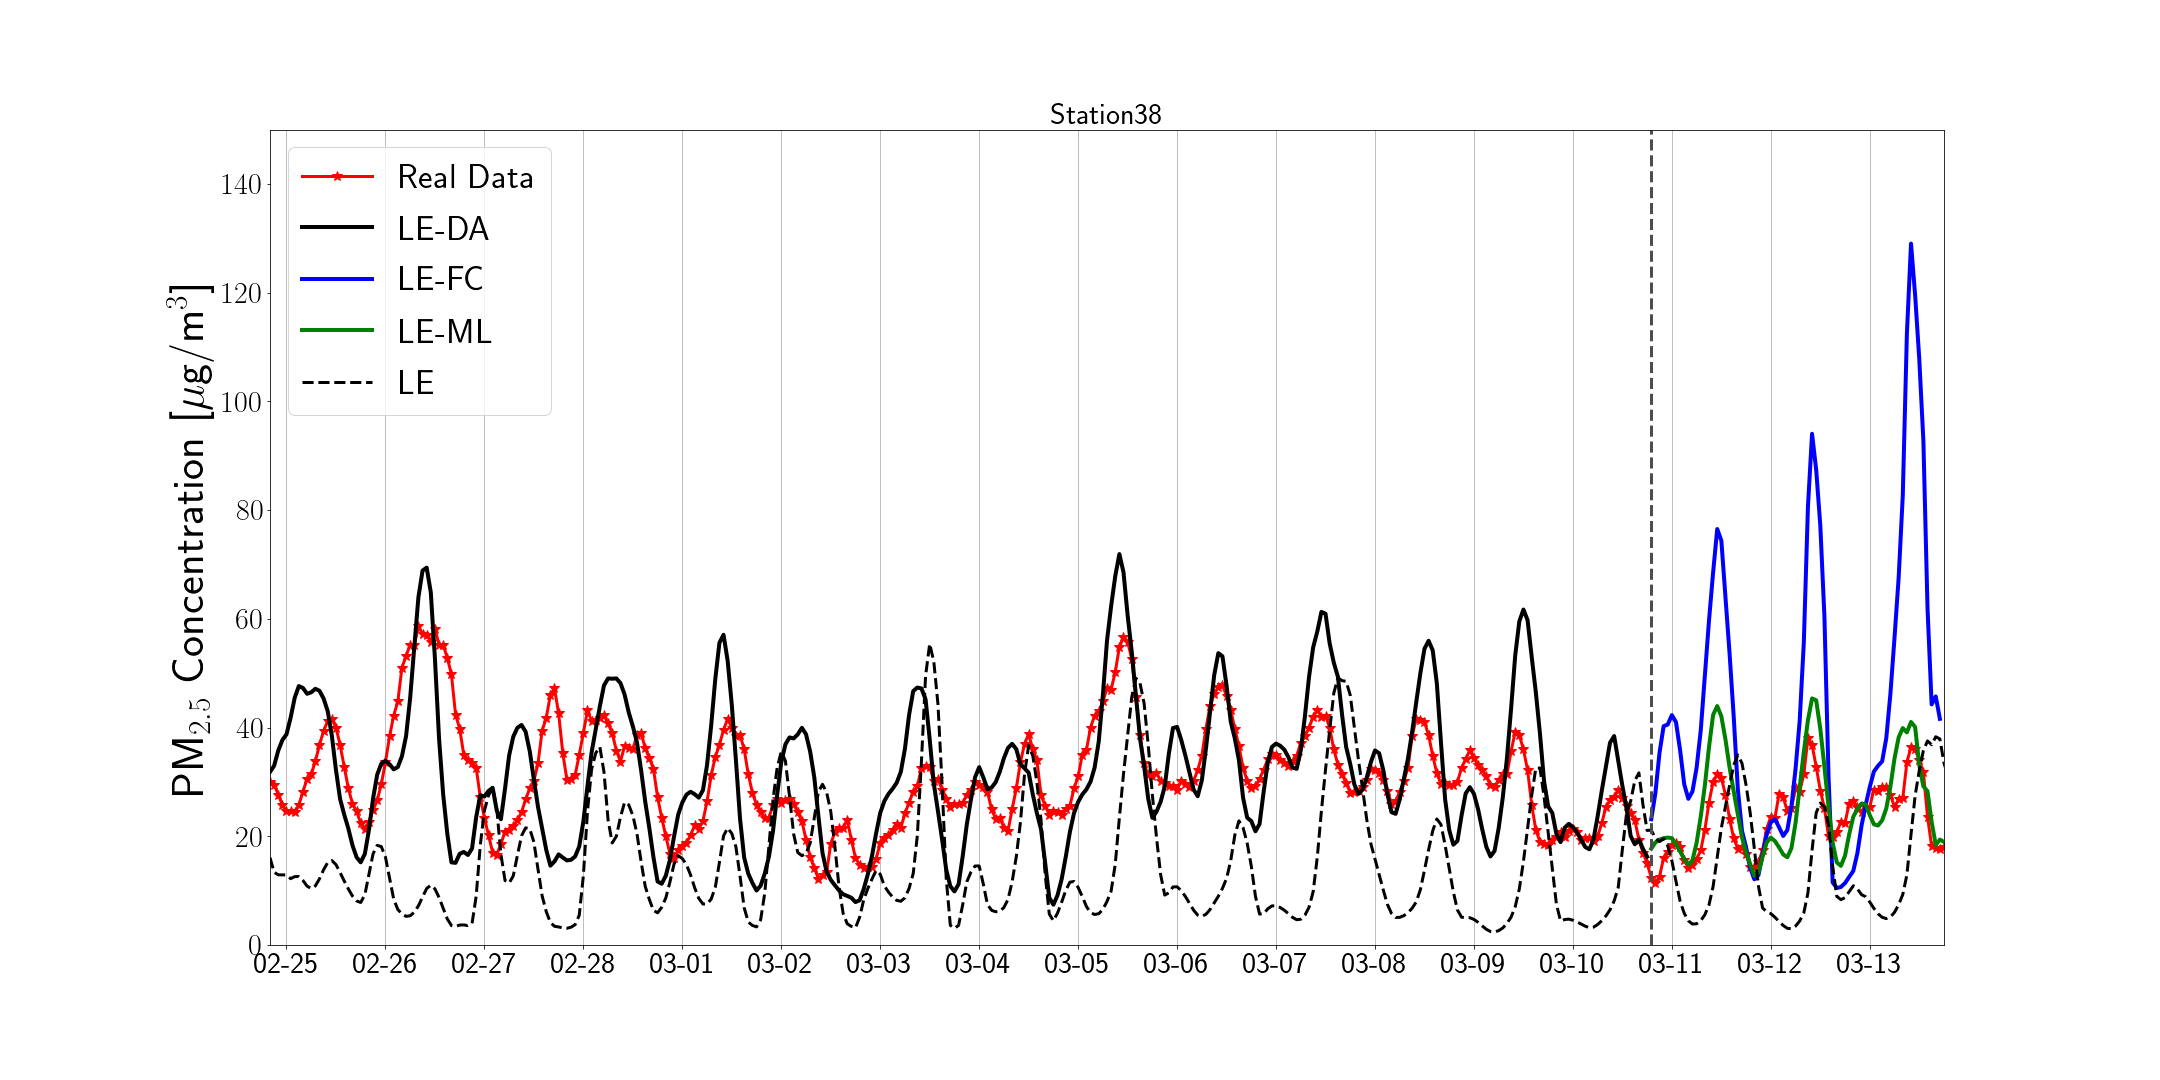 Station38
PM2.5 Concentration [μg/m³]
140
120
100
80
60
40
20
0
Real Data
LE-DA
LE-FC
LE-ML
LE
02-25 02-26 02-27 02-28 03-01 03-02 03-03 03-04 03-05 03-06 03-07 03-08 03-09 03-10 03-11 03-12 03-13